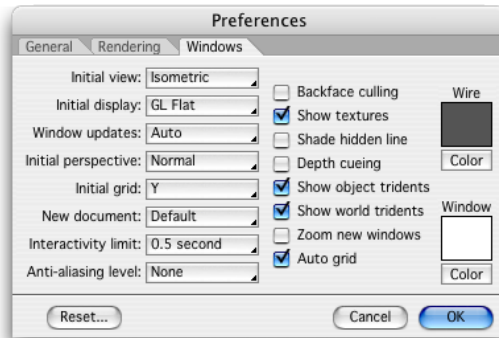 Preferences
General Rendering Windows
Initial view: Isometric
Initial display: GL Flat
Window updates: Auto
Initial perspective: Normal
Initial grid: Y
New document: Default
Interactivity limit: 0.5 second
Anti-aliasing level: None
Backface culling
Show textures
Shade hidden line
Depth cueing
Show object tridents
Show world tridents
Zoom new windows
Auto grid
Wire
Color
Window
Color
Reset...
Cancel
OK